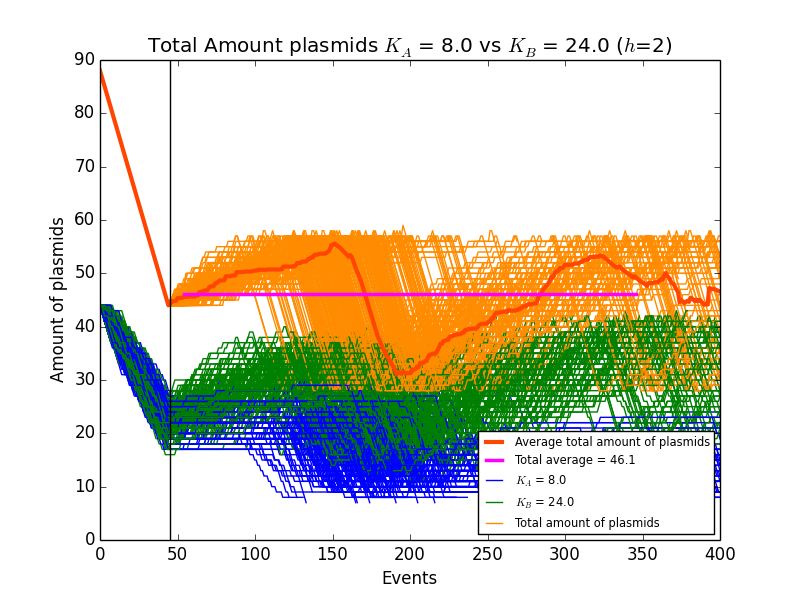 Total Amount plasmids K_A = 8.0 vs K_B = 24.0 (h=2)
90
80
70
60
50
40
30
20
10
0
Amount of plasmids
Average total amount of plasmids
Total average = 46.1
K_A = 8.0
K_B = 24.0
Total amount of plasmids
0 50 100 150 200 250 300 350 400
Events